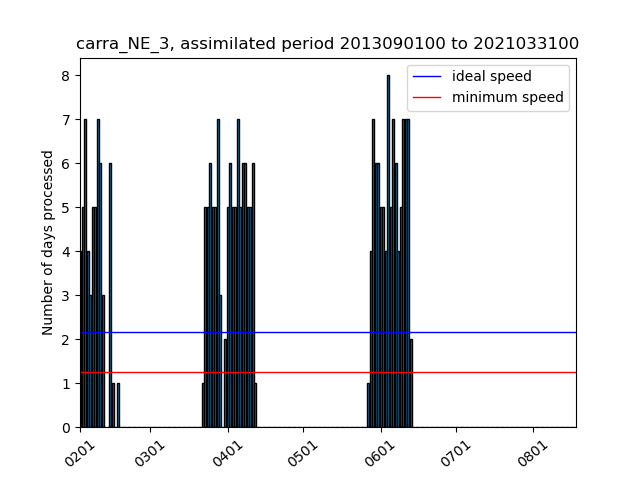 carra_NE_3, assimilated period 2013090100 to 2021033100
ideal speed
minimum speed
Number of days processed
8
7
6
5
4
3
2
1
0
0201 0301 0401 0501 0601 0701 0801